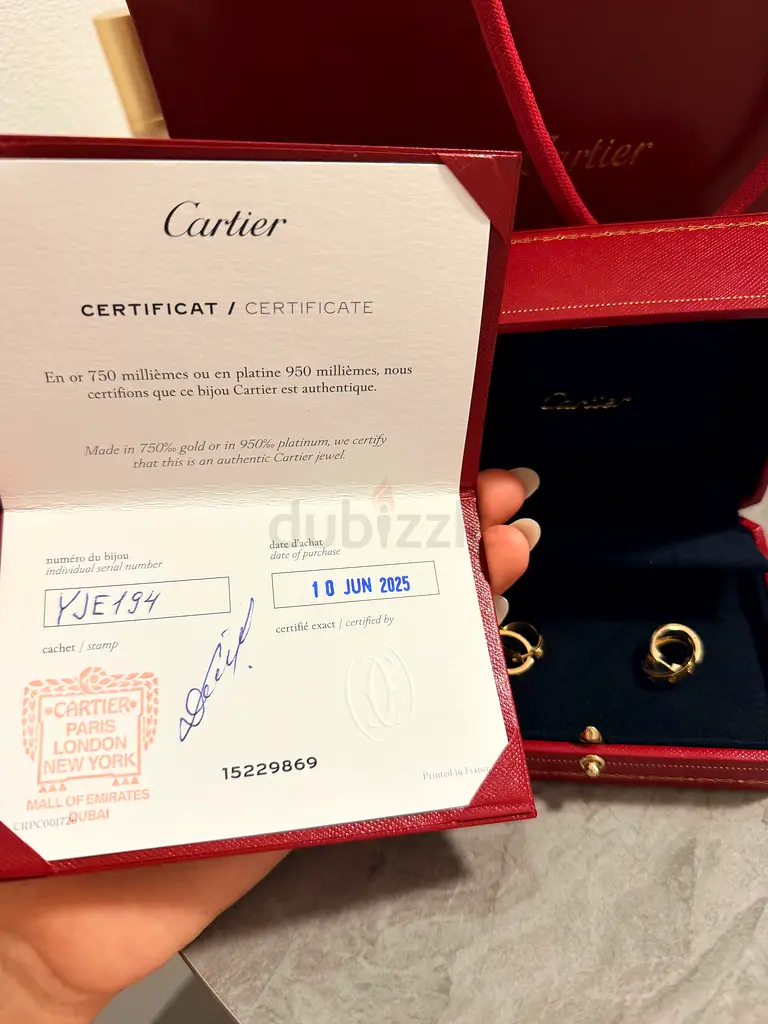 Cartier
Cartier
CERTIFICAT / CERTIFICATE
En or 750 millièmes ou en platine 950 millièmes, nous
certifions que ce bijou Cartier est authentique.
Made in 750‰ gold or in 950‰ platinum, we certify
that this is an authentic Cartier jewel.
Cartier
dubizzl
numéro du bijou
individual serial number
date d'achat
date of purchase
YJE194
10 JUN 2025
cachet / stamp
certifié exact / certified by
CARTIER
PARIS
LONDON
NEW YORK
MALL OF EMIRATES
DUBAI
15229869
Printed in France